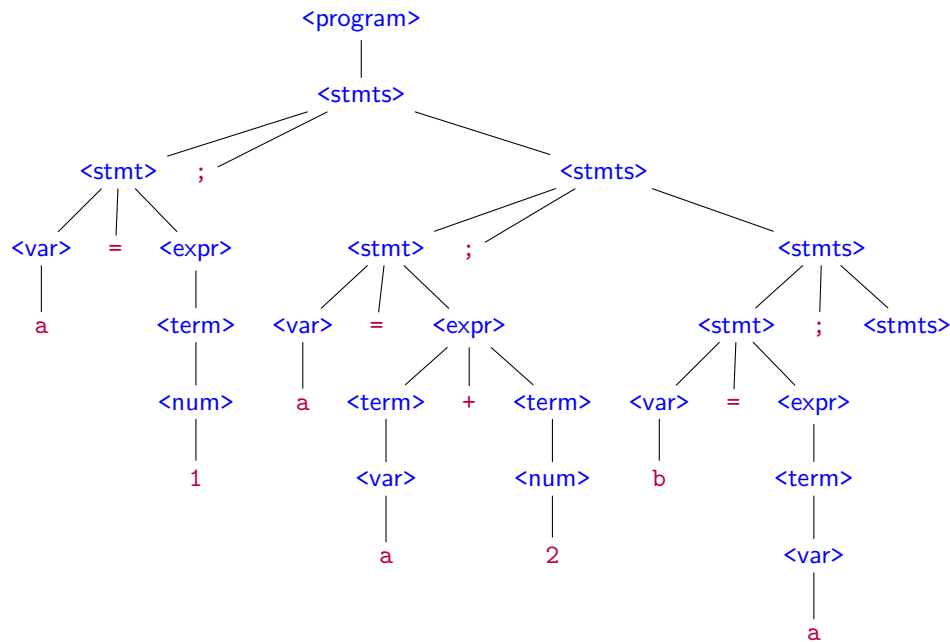 <program>
<stmts>
<stmt> ; <stmts>
<var> = <expr> <stmt> ; <stmts>
a <term> <var> = <expr> <stmt> ; <stmts>
<num> a <term> + <term> <var> = <expr>
1 <var> <num> b <term>
a 2 <var>
a